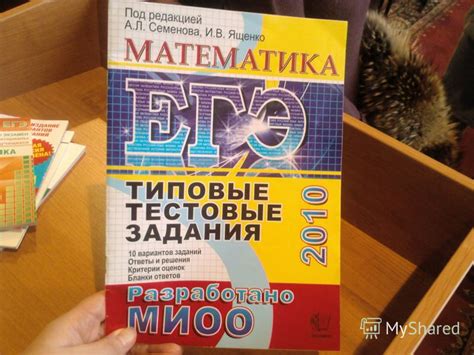 Под редакцией
А.Л. Семенова, И.В. Ященко
МАТЕМАТИКА
ЕГЭ
ТИПОВЫЕ
ТЕСТОВЫЕ
ЗАДАНИЯ
2010
10 вариантов заданий
Ответы и решения
Критерии оценок
Бланки ответов
Разработано
МИОО
MyShared